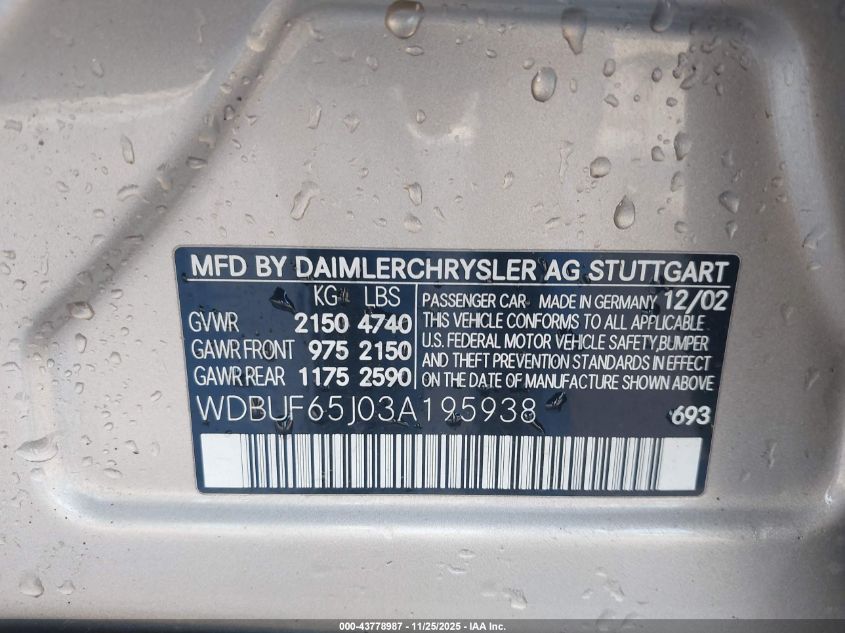 MFD BY DAIMLERCHRYSLER AG STUTTGART
KG LBS
GVWR 2150 4740
GAWR FRONT 975 2150
GAWR REAR 1175 2590
PASSENGER CAR MADE IN GERMANY 12/02
THIS VEHICLE CONFORMS TO ALL APPLICABLE
U.S. FEDERAL MOTOR VEHICLE SAFETY,BUMPER
AND THEFT PREVENTION STANDARDS IN EFFECT
ON THE DATE OF MANUFACTURE SHOWN ABOVE
WDBUF65J03A195938 693
000-43778987 - 11/25/2025 - IAA Inc.